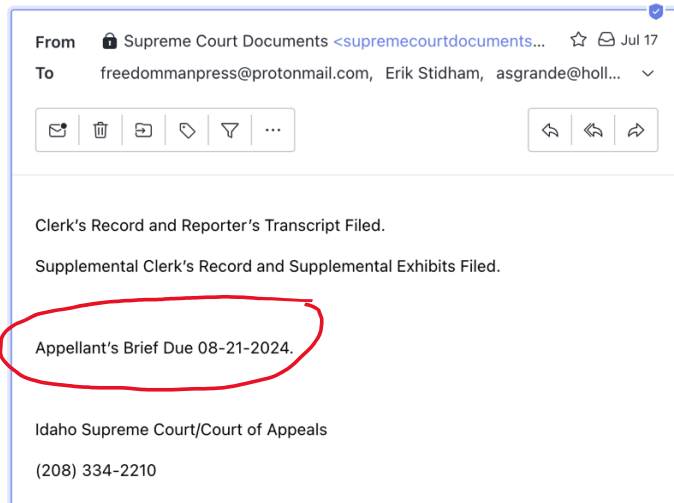 From Supreme Court Documents <supremecourtdocuments... Jul 17
To freedommanpress@protonmail.com, Erik Stidham, asgrande@holl...
Clerk's Record and Reporter's Transcript Filed.
Supplemental Clerk's Record and Supplemental Exhibits Filed.
Appellant's Brief Due 08-21-2024.
Idaho Supreme Court/Court of Appeals
(208) 334-2210